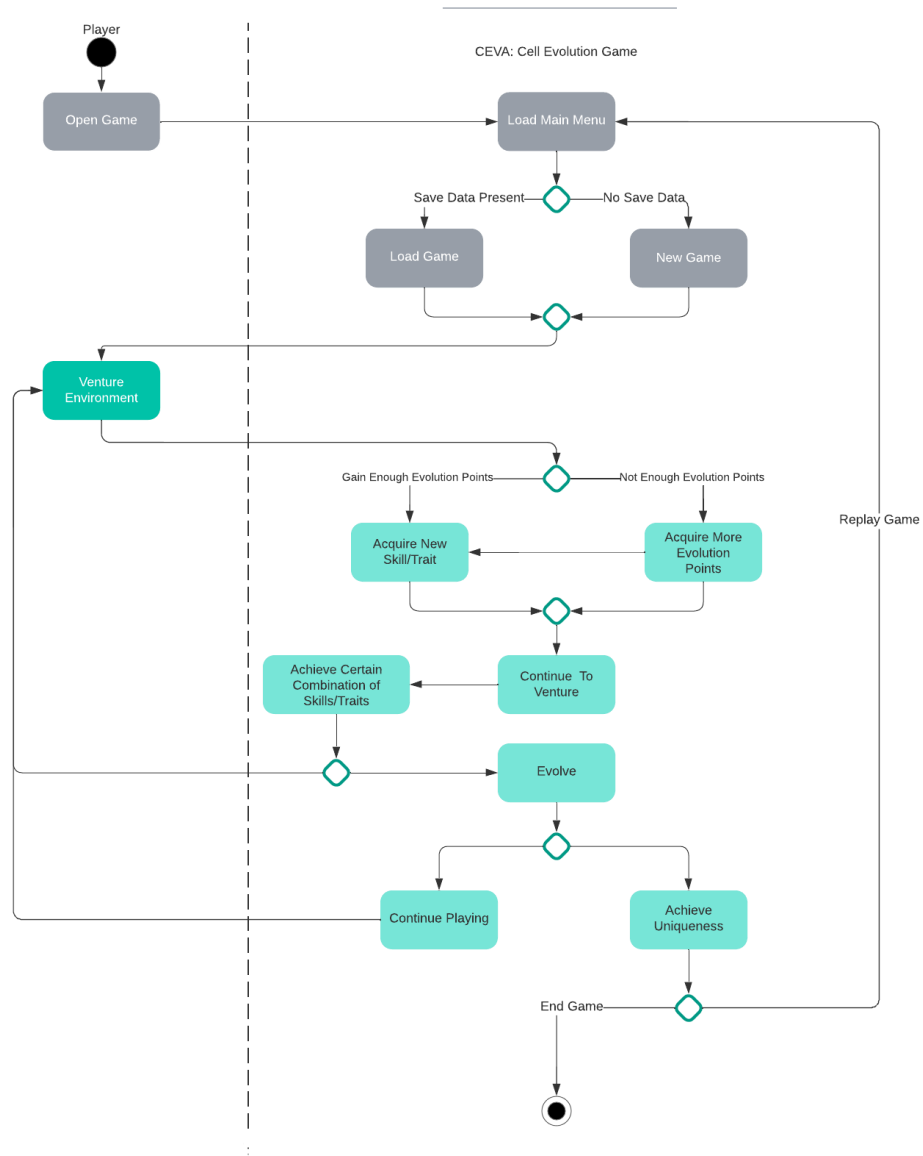 Player
CEVA: Cell Evolution Game
Open Game
Load Main Menu
Save Data Present
No Save Data
Load Game
New Game
Venture
Environment
Gain Enough Evolution Points
Not Enough Evolution Points
Replay Game
Acquire New
Skill/Trait
Acquire More
Evolution
Points
Achieve Certain
Combination of
Skills/Traits
Continue  To
Venture
Evolve
Continue Playing
Achieve
Uniqueness
End Game